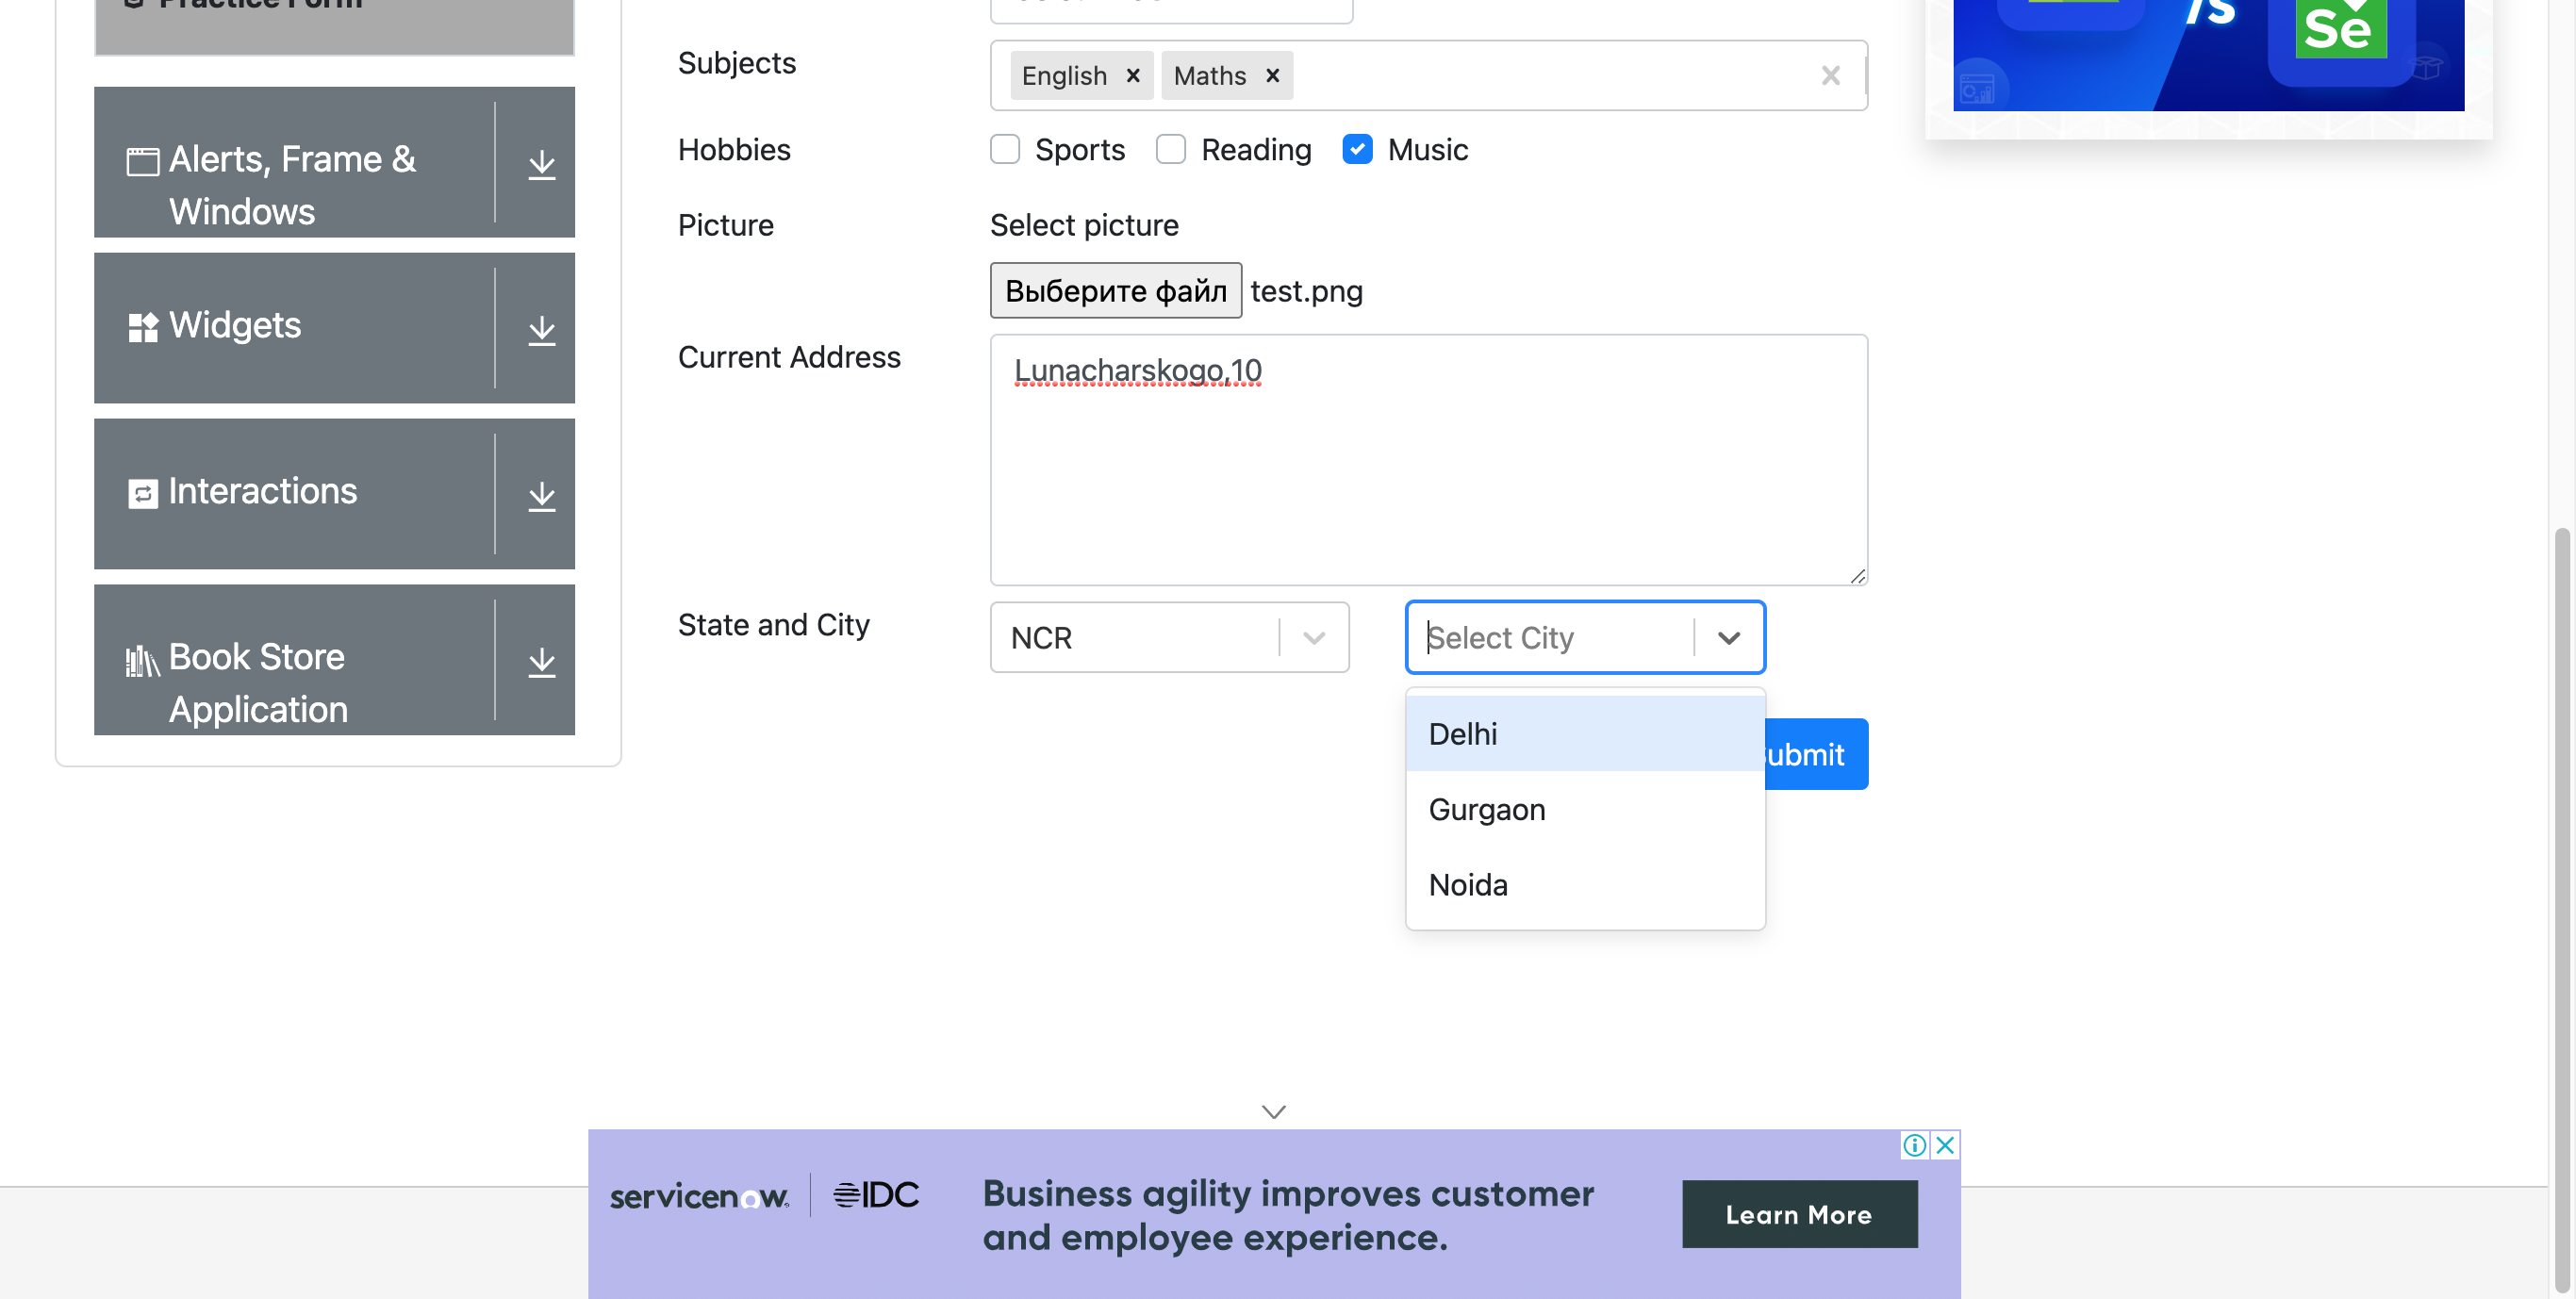 Practice Form
Alerts, Frame &
Windows
Widgets
Interactions
Book Store
Application
Subjects
English
Maths
Hobbies
Sports
Reading
Music
Picture
Select picture
Выберите файл test.png
Current Address
Lunacharskogo,10
State and City
NCR
Select City
Delhi
Gurgaon
Noida
ubmit
Se
servicenow
IDC
Business agility improves customer
and employee experience.
Learn More